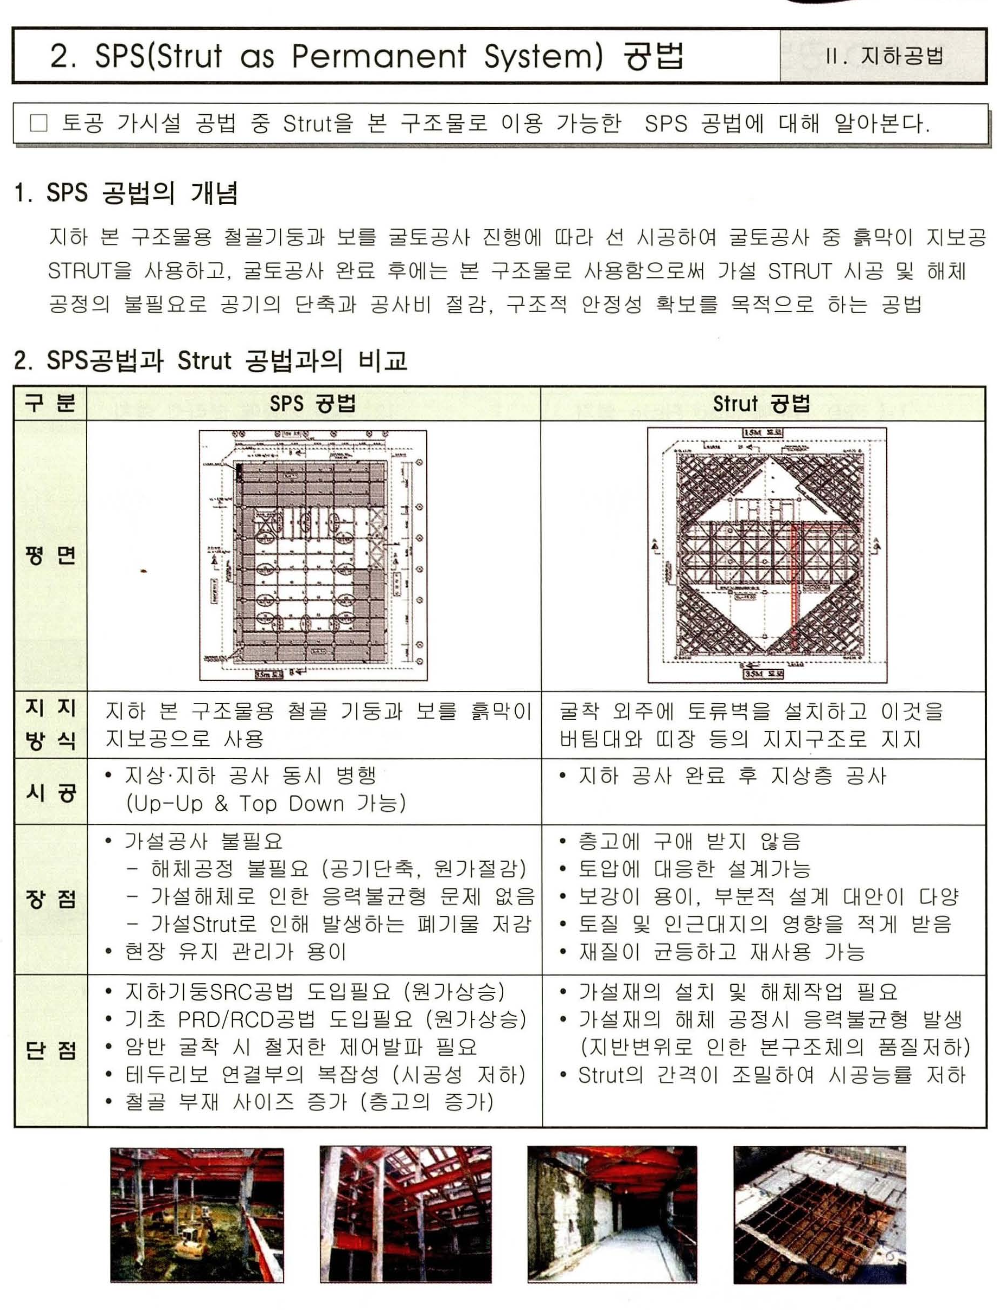 2. SPS(Strut as Permanent System) 공법
Ⅱ. 지하공법
□ 토공 가시설 공법 중 Strut을 본 구조물로 이용 가능한 SPS 공법에 대해 알아본다.
1. SPS 공법의 개념
지하 본 구조물용 철골기둥과 보를 굴토공사 진행에 따라 선 시공하여 굴토공사 중 흙막이 지보공
STRUT을 사용하고, 굴토공사 완료 후에는 본 구조물로 사용함으로써 가설 STRUT 시공 및 해체
공정의 불필요로 공기의 단축과 공사비 절감, 구조적 안정성 확보를 목적으로 하는 공법
2. SPS공법과 Strut 공법과의 비교
구 분
SPS 공법
Strut 공법
평 면
35m 도로
15M 도로
35M 도로
지 지
방 식
지하 본 구조물용 철골 기둥과 보를 흙막이
지보공으로 사용
굴착 외주에 토류벽을 설치하고 이것을
버팀대와 띠장 등의 지지구조로 지지
시 공
• 지상·지하 공사 동시 병행
(Up-Up & Top Down 가능)
• 지하 공사 완료 후 지상층 공사
장 점
• 가설공사 불필요
- 해체공정 불필요 (공기단축, 원가절감)
- 가설해체로 인한 응력불균형 문제 없음
- 가설Strut로 인해 발생하는 폐기물 저감
• 현장 유지 관리가 용이
• 층고에 구애 받지 않음
• 토압에 대응한 설계가능
• 보강이 용이, 부분적 설계 대안이 다양
• 토질 및 인근대지의 영향을 적게 받음
• 재질이 균등하고 재사용 가능
단 점
• 지하기둥SRC공법 도입필요 (원가상승)
• 기초 PRD/RCD공법 도입필요 (원가상승)
• 암반 굴착 시 철저한 제어발파 필요
• 테두리보 연결부의 복잡성 (시공성 저하)
• 철골 부재 사이즈 증가 (층고의 증가)
• 가설재의 설치 및 해체작업 필요
• 가설재의 해체 공정시 응력불균형 발생
(지반변위로 인한 본구조체의 품질저하)
• Strut의 간격이 조밀하여 시공능률 저하